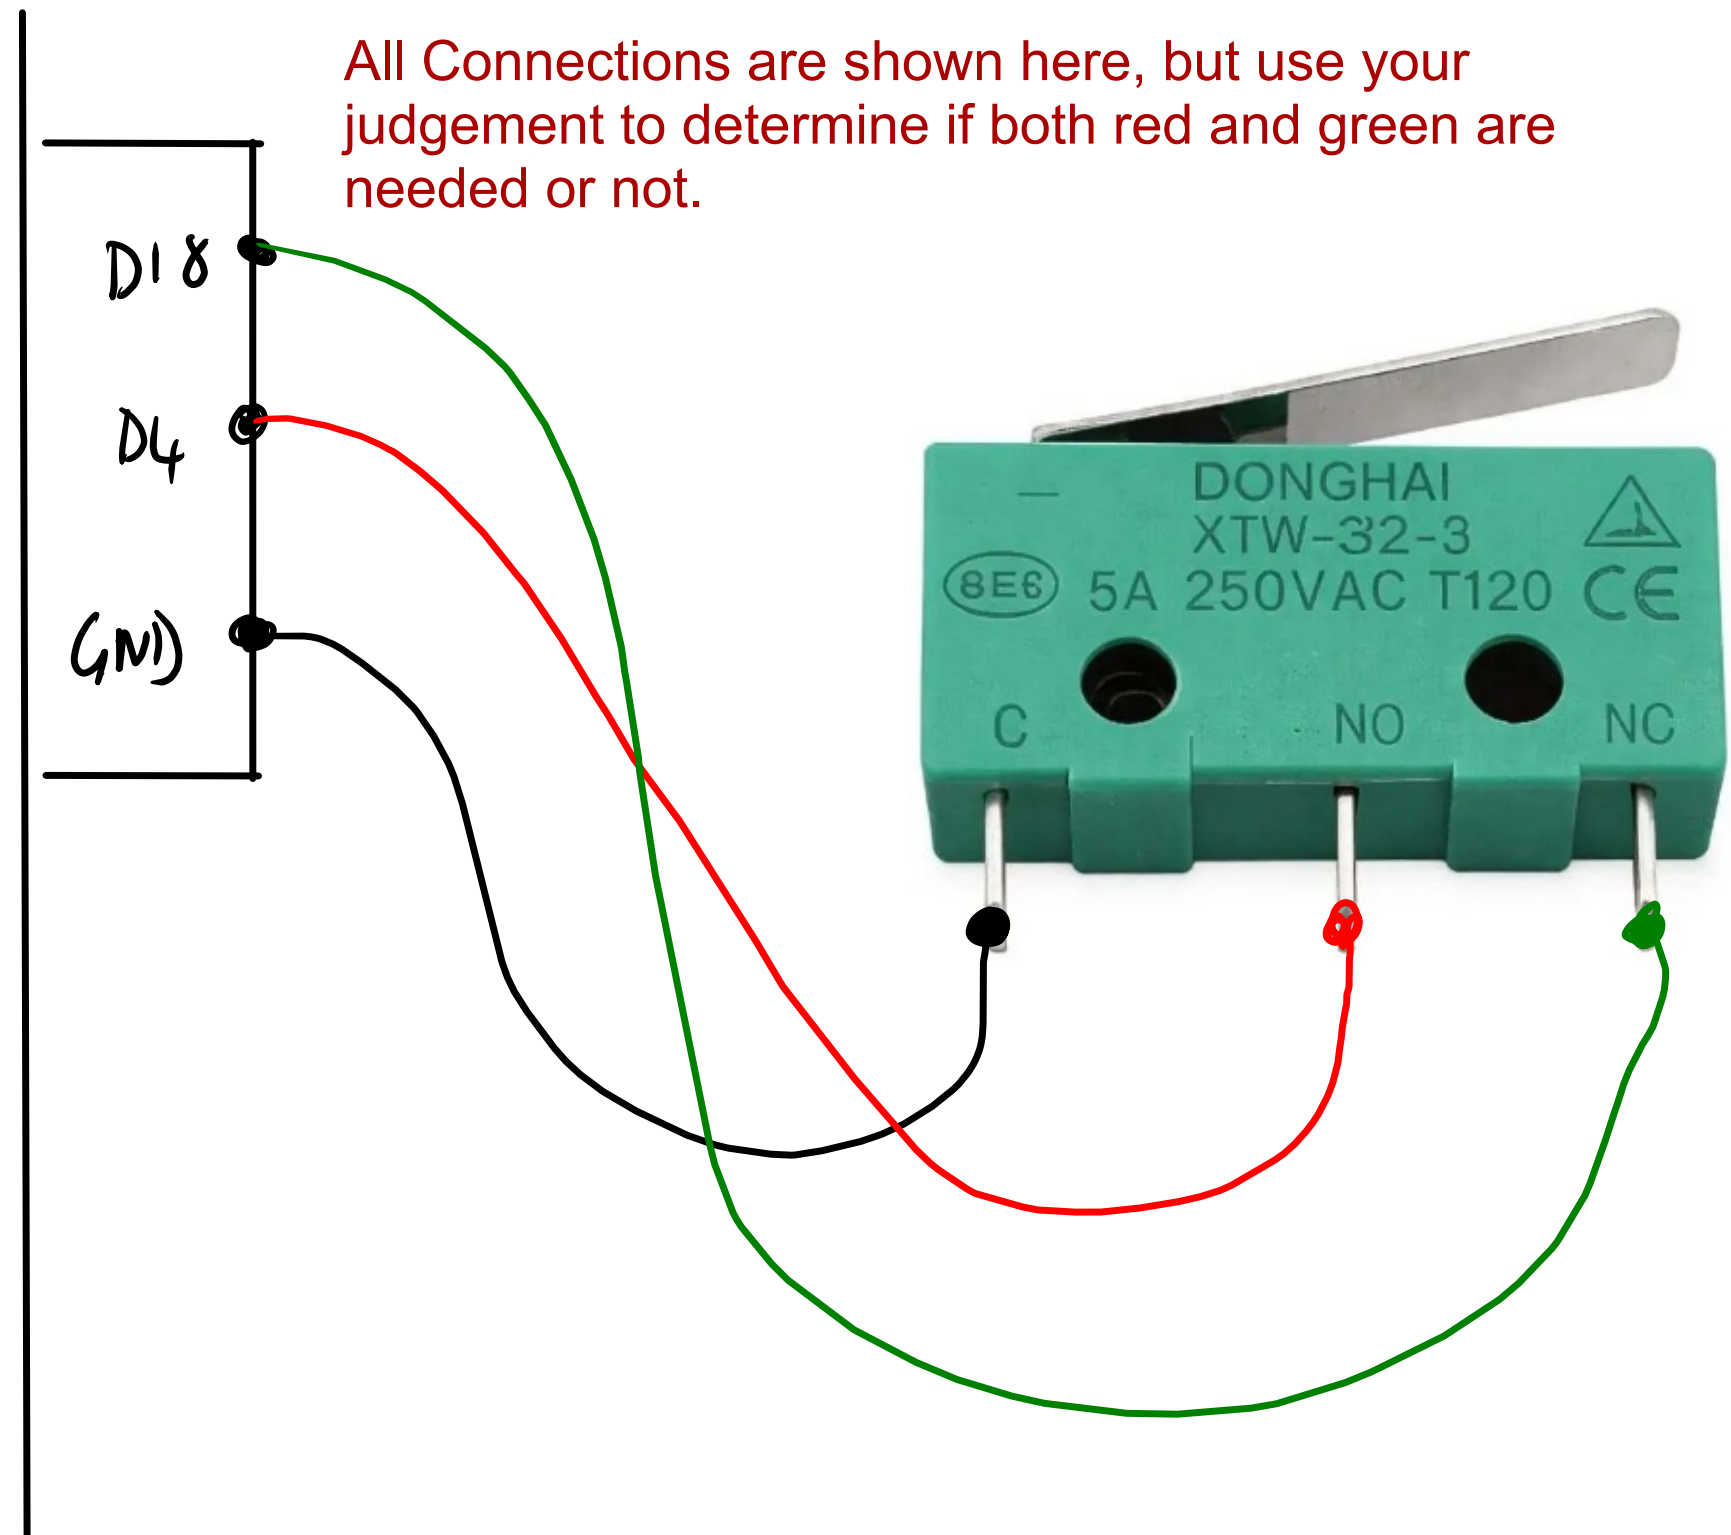 All Connections are shown here, but use your
judgement to determine if both red and green are
needed or not.
D18
D4
GND
DONGHAI
XTW-32-3
8E6
5A 250VAC T120
CE
C
NO
NC